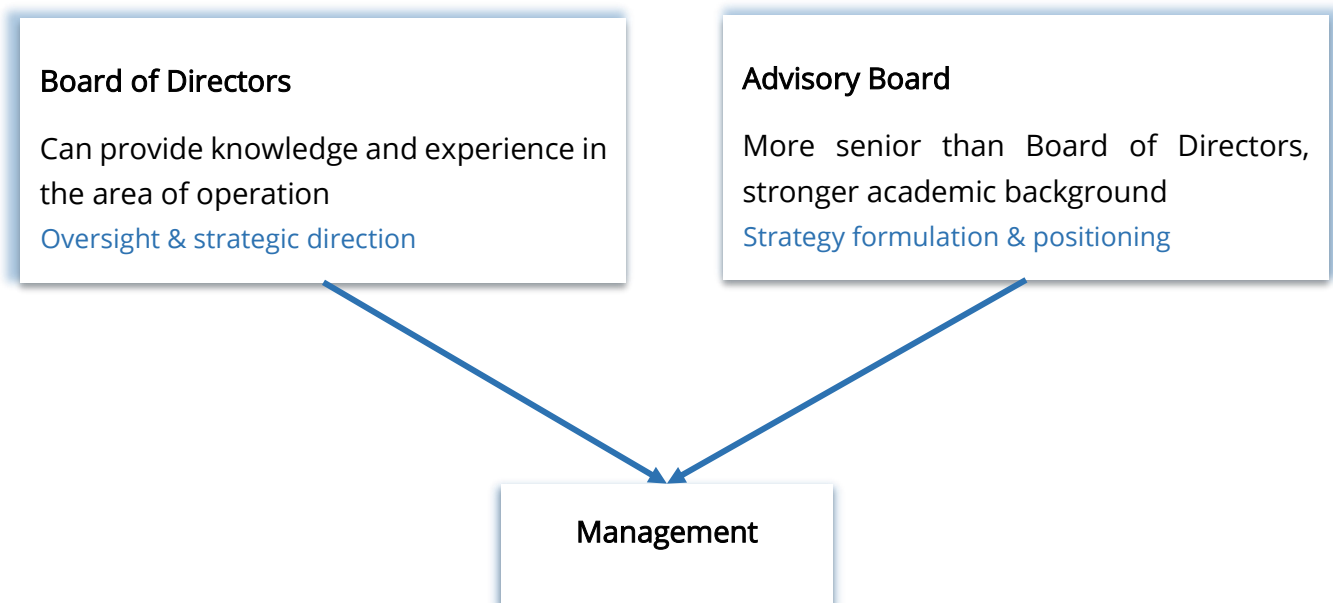 Board of Directors
Can provide knowledge and experience in
the area of operation
Oversight & strategic direction
Advisory Board
More senior than Board of Directors,
stronger academic background
Strategy formulation & positioning
Management